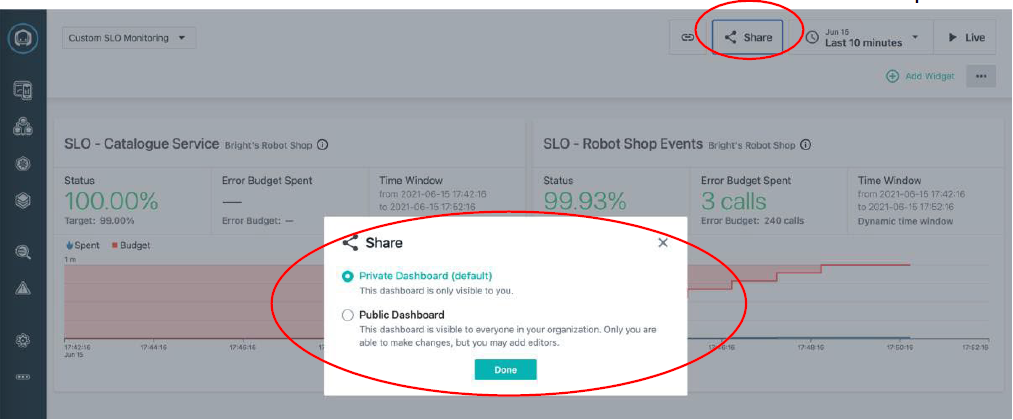 Custom SLO Monitoring
Share
Jun 15
Last 10 minutes
Live
Add Widget
SLO - Catalogue Service Bright's Robot Shop
SLO - Robot Shop Events Bright's Robot Shop
Status
100.00%
Target: 99.00%
Error Budget Spent
—
Error Budget: —
Time Window
from 2021-06-15 17:42:16
to 2021-06-15 17:52:16
Status
99.93%
Error Budget Spent
3 calls
Error Budget: 240 calls
Time Window
from 2021-06-15 17:42:16
to 2021-06-15 17:52:16
Dynamic time window
Spent Budget
1 m
Share
Private Dashboard (default)
This dashboard is only visible to you.
Public Dashboard
This dashboard is visible to everyone in your organization. Only you are
able to make changes, but you may add editors.
Done
17:42:16 17:44:16 17:46:16 17:48:16 17:50:16 17:52:16
Jun 15